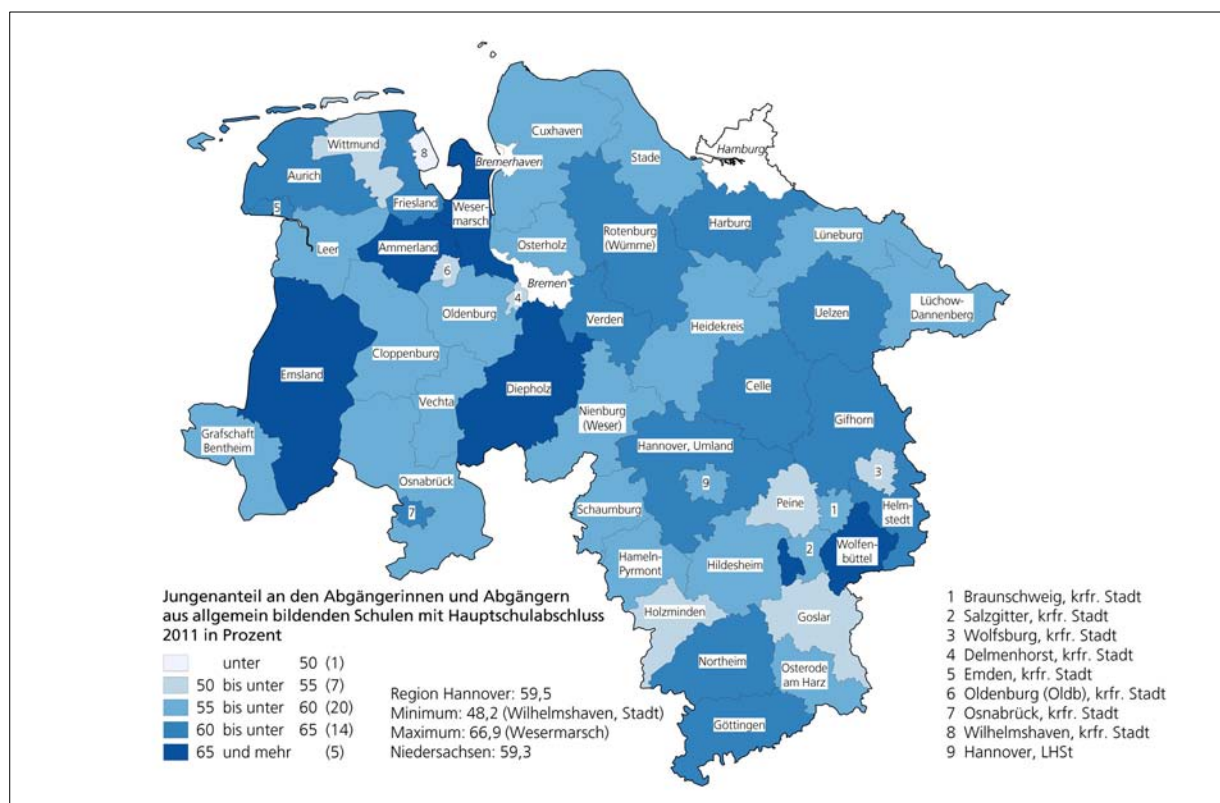 Hamburg
Cuxhaven
Wittmund
8
Bremerhaven
Stade
Aurich
Friesland
Weser-
marsch
5
Harburg
Rotenburg
(Wümme)
Lüneburg
Leer
Ammerland
Osterholz
6
Bremen
4
Lüchow-
Dannenberg
Oldenburg
Verden
Uelzen
Heidekreis
Cloppenburg
Emsland
Celle
Diepholz
Vechta
Nienburg
(Weser)
Gifhorn
Grafschaft
Bentheim
Hannover, Umland
3
Osnabrück
9
Peine
Helm-
stedt
7
Schaumburg
1
2
Wolfen-
büttel
Hameln-
Pyrmont
Hildesheim
Holzminden
Goslar
Northeim
Osterode
am Harz
Göttingen
Jungenanteil an den Abgängerinnen und Abgängern
aus allgemein bildenden Schulen mit Hauptschulabschluss
2011 in Prozent
unter 50 (1)
50 bis unter 55 (7)
55 bis unter 60 (20)
60 bis unter 65 (14)
65 und mehr (5)
Region Hannover: 59,5
Minimum: 48,2 (Wilhelmshaven, Stadt)
Maximum: 66,9 (Wesermarsch)
Niedersachsen: 59,3
1 Braunschweig, krfr. Stadt
2 Salzgitter, krfr. Stadt
3 Wolfsburg, krfr. Stadt
4 Delmenhorst, krfr. Stadt
5 Emden, krfr. Stadt
6 Oldenburg (Oldb), krfr. Stadt
7 Osnabrück, krfr. Stadt
8 Wilhelmshaven, krfr. Stadt
9 Hannover, LHSt